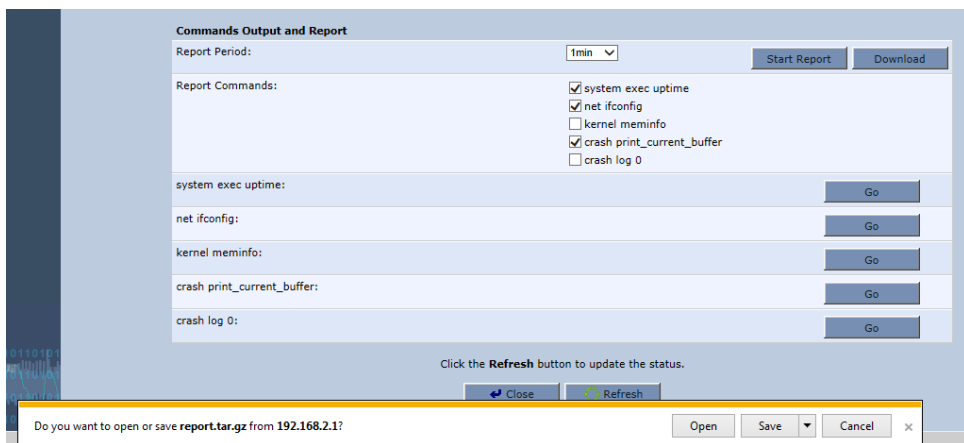 Commands Output and Report
Report Period: 1min Start Report Download
Report Commands:
system exec uptime
net ifconfig
kernel meminfo
crash print_current_buffer
crash log 0
system exec uptime: Go
net ifconfig: Go
kernel meminfo: Go
crash print_current_buffer: Go
crash log 0: Go
Click the Refresh button to update the status.
Close Refresh
Do you want to open or save report.tar.gz from 192.168.2.1? Open Save Cancel ×